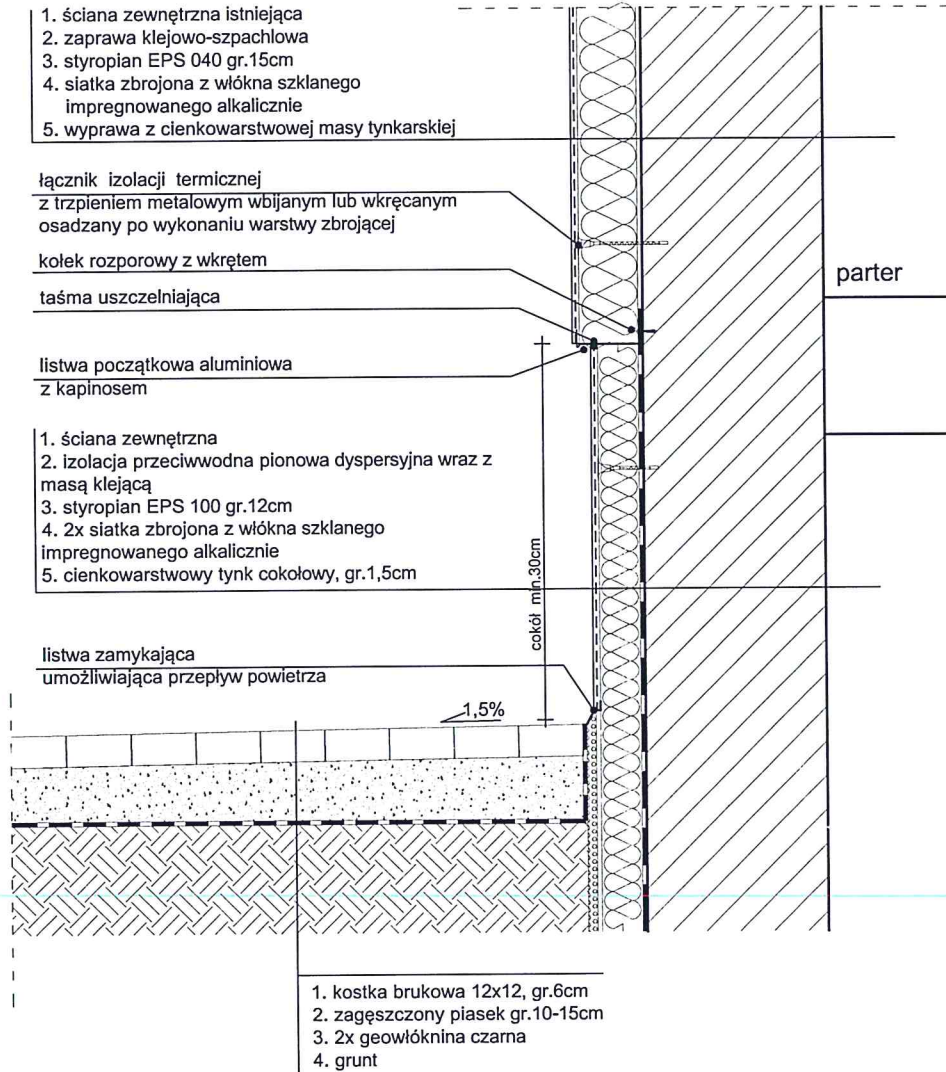 1. ściana zewnętrzna istniejąca
2. zaprawa klejowo-szpachlowa
3. styropian EPS 040 gr.15cm
4. siatka zbrojona z włókna szklanego
impregnowanego alkalicznie
5. wyprawa z cienkowarstwowej masy tynkarskiej
łącznik izolacji termicznej
z trzpieniem metalowym wbijanym lub wkręcanym
osadzany po wykonaniu warstwy zbrojącej
kołek rozporowy z wkrętem
parter
taśma uszczelniająca
listwa początkowa aluminiowa
z kapinosem
1. ściana zewnętrzna
2. izolacja przeciwwodna pionowa dyspersyjna wraz z
masą klejącą
3. styropian EPS 100 gr.12cm
4. 2x siatka zbrojona z włókna szklanego
impregnowanego alkalicznie
5. cienkowarstwowy tynk cokołowy, gr.1,5cm
cokół min.30cm
listwa zamykająca
umożliwiająca przepływ powietrza
1,5%
1. kostka brukowa 12x12, gr.6cm
2. zagęszczony piasek gr.10-15cm
3. 2x geowłóknina czarna
4. grunt